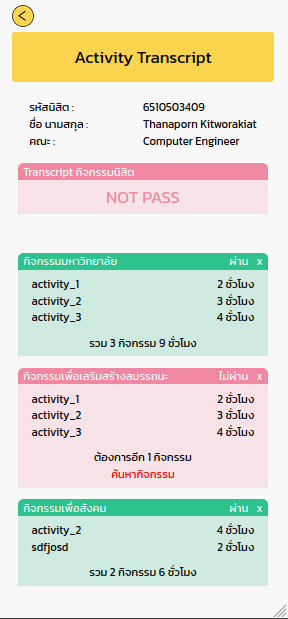 Activity Transcript
รหัสนิสิต : 6510503409
ชื่อ นามสกุล : Thanaporn Kitworakiat
คณะ : Computer Engineer
Transcript กิจกรรมนิสิต
NOT PASS
กิจกรรมมหาวิทยาลัย ผ่าน x
activity_1 2 ชั่วโมง
activity_2 3 ชั่วโมง
activity_3 4 ชั่วโมง
รวม 3 กิจกรรม 9 ชั่วโมง
กิจกรรมเพื่อเสริมสร้างสมรรถนะ ไม่ผ่าน x
activity_1 2 ชั่วโมง
activity_2 3 ชั่วโมง
activity_3 4 ชั่วโมง
ต้องการอีก 1 กิจกรรม
ค้นหากิจกรรม
กิจกรรมเพื่อสังคม ผ่าน x
activity_2 4 ชั่วโมง
sdfjosd 2 ชั่วโมง
รวม 2 กิจกรรม 6 ชั่วโมง